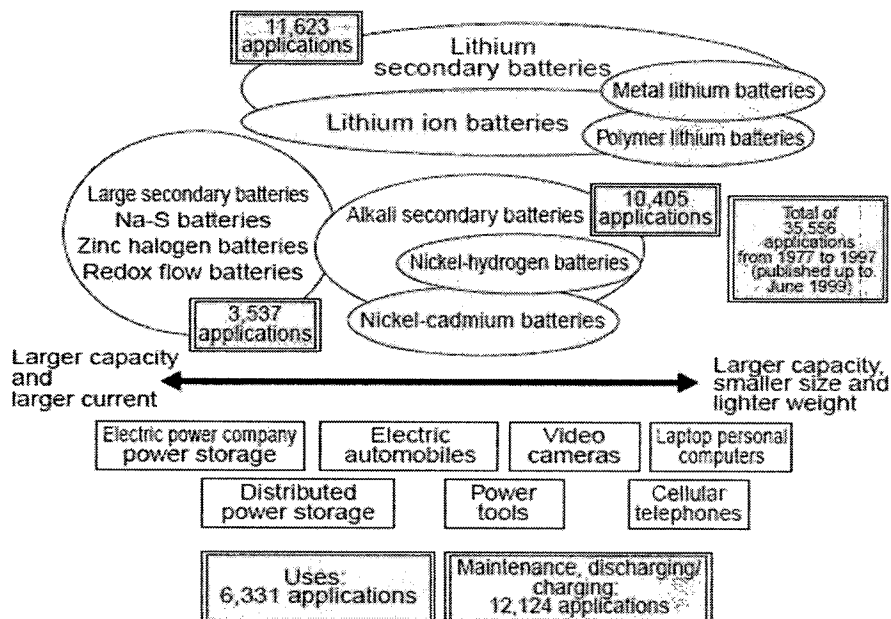 11,623
applications
Lithium
secondary batteries
Metal lithium batteries
Lithium ion batteries
Polymer lithium batteries
Large secondary batteries
Na-S batteries
Zinc halogen batteries
Redox flow batteries
3,537
applications
Alkali secondary batteries
10,405
applications
Nickel-hydrogen batteries
Nickel-cadmium batteries
Total of
35,556
applications
from 1977 to 1997
(published up to
June 1999)
Larger capacity
and
larger current
Larger capacity,
smaller size and
lighter weight
Electric power company
power storage
Electric
automobiles
Video
cameras
Laptop personal
computers
Distributed
power storage
Power
tools
Cellular
telephones
Uses:
6,331 applications
Maintenance, discharging/
charging:
12,124 applications